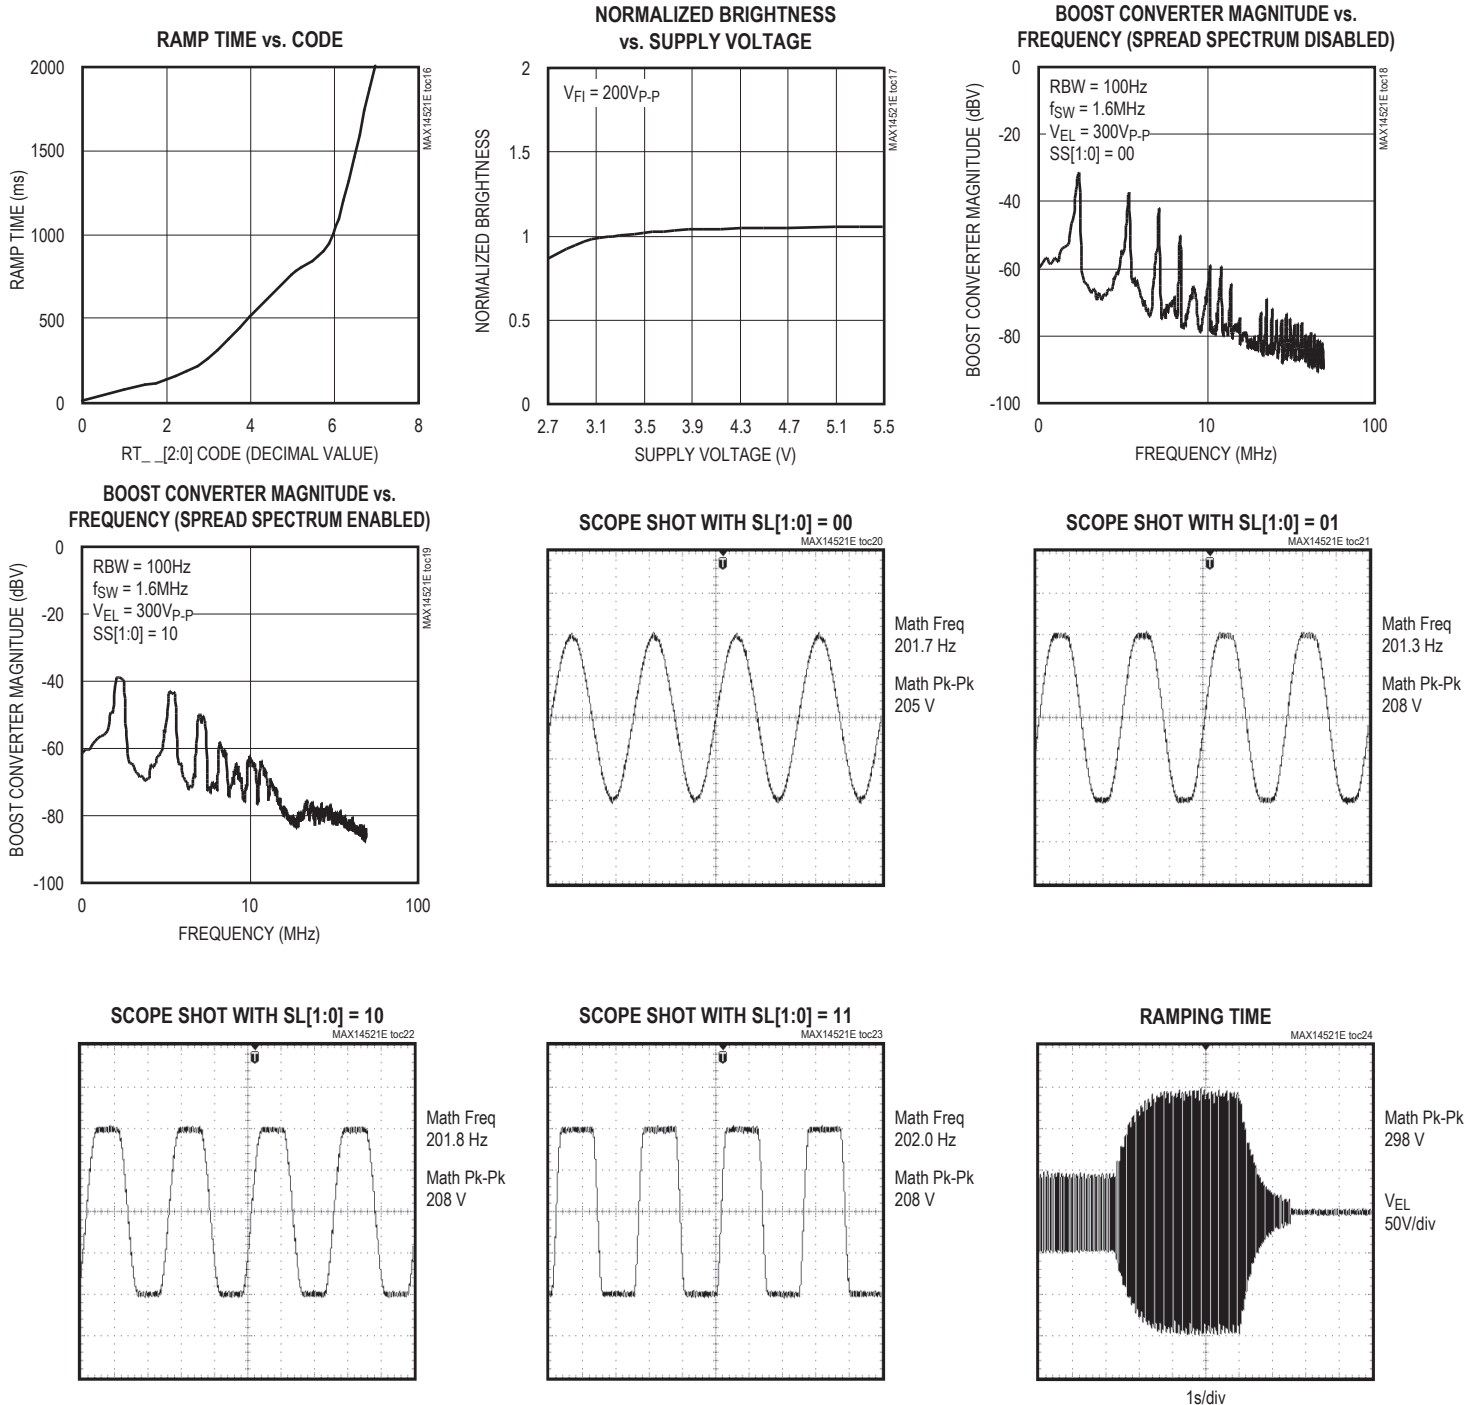 RAMP TIME vs. CODE
2000
1500
1000
500
0
RAMP TIME (ms)
0 2 4 6 8
RT_ _[2:0] CODE (DECIMAL VALUE)
MAX14521E toc16
NORMALIZED BRIGHTNESS
vs. SUPPLY VOLTAGE
VFI = 200VP-P
2
1.5
1
0.5
0
NORMALIZED BRIGHTNESS
2.7 3.1 3.5 3.9 4.3 4.7 5.1 5.5
SUPPLY VOLTAGE (V)
MAX14521E toc17
BOOST CONVERTER MAGNITUDE vs.
FREQUENCY (SPREAD SPECTRUM DISABLED)
RBW = 100Hz
fSW = 1.6MHz
VEL = 300VP-P
SS[1:0] = 00
0
-20
-40
-60
-80
-100
BOOST CONVERTER MAGNITUDE (dBV)
0 10 100
FREQUENCY (MHz)
MAX14521E toc18
BOOST CONVERTER MAGNITUDE vs.
FREQUENCY (SPREAD SPECTRUM ENABLED)
RBW = 100Hz
fSW = 1.6MHz
VEL = 300VP-P
SS[1:0] = 10
0
-20
-40
-60
-80
-100
BOOST CONVERTER MAGNITUDE (dBV)
0 10 100
FREQUENCY (MHz)
MAX14521E toc19
SCOPE SHOT WITH SL[1:0] = 00
MAX14521E toc20
T
Math Freq
201.7 Hz
Math Pk-Pk
205 V
SCOPE SHOT WITH SL[1:0] = 01
MAX14521E toc21
T
Math Freq
201.3 Hz
Math Pk-Pk
208 V
SCOPE SHOT WITH SL[1:0] = 10
MAX14521E toc22
T
Math Freq
201.8 Hz
Math Pk-Pk
208 V
SCOPE SHOT WITH SL[1:0] = 11
MAX14521E toc23
T
Math Freq
202.0 Hz
Math Pk-Pk
208 V
RAMPING TIME
MAX14521E toc24
Math Pk-Pk
298 V
VEL
50V/div
1s/div